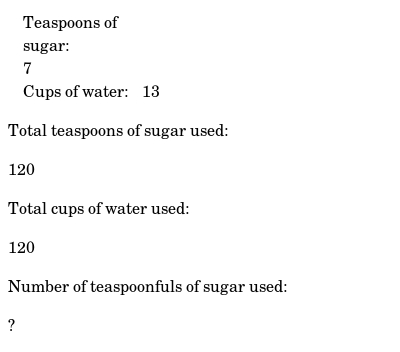 Teaspoons of
sugar:
7
Cups of water: 13
Total teaspoons of sugar used:
120
Total cups of water used:
120
Number of teaspoonfuls of sugar used:
?